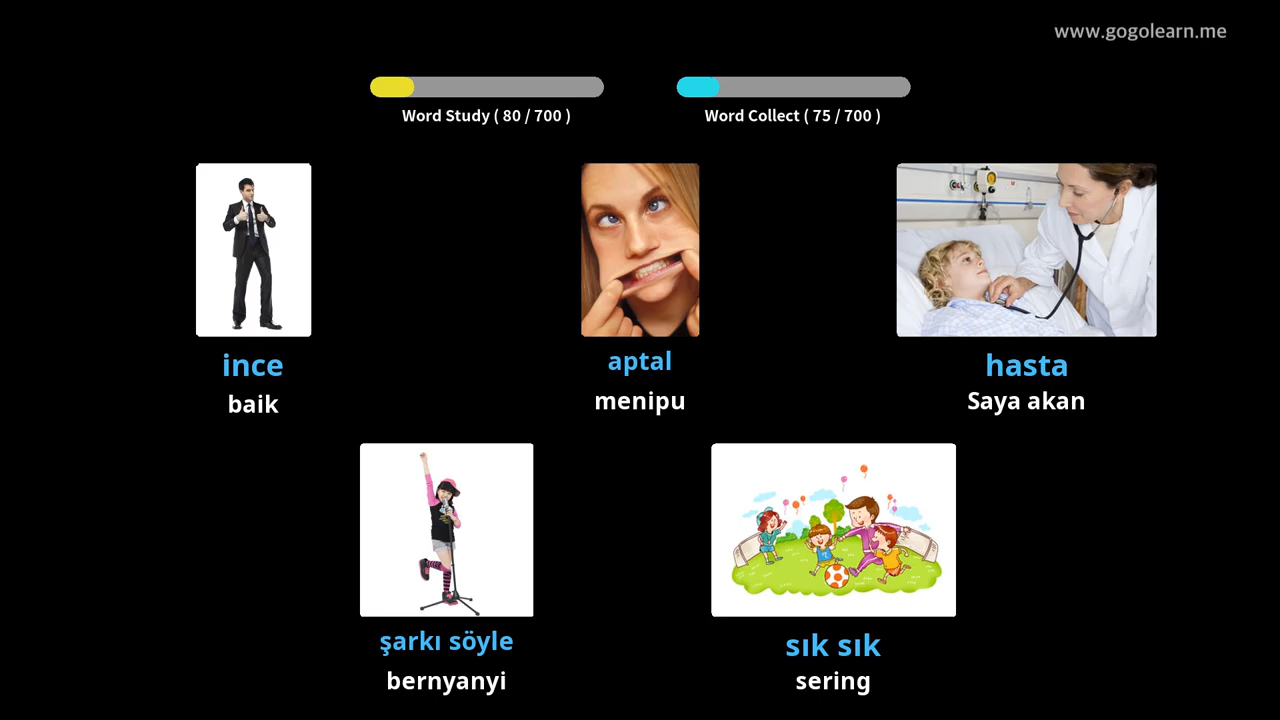 www.gogolearn.me
Word Study ( 80 / 700 )
Word Collect ( 75 / 700 )
ince
baik
aptal
menipu
hasta
Saya akan
şarkı söyle
bernyanyi
sık sık
sering